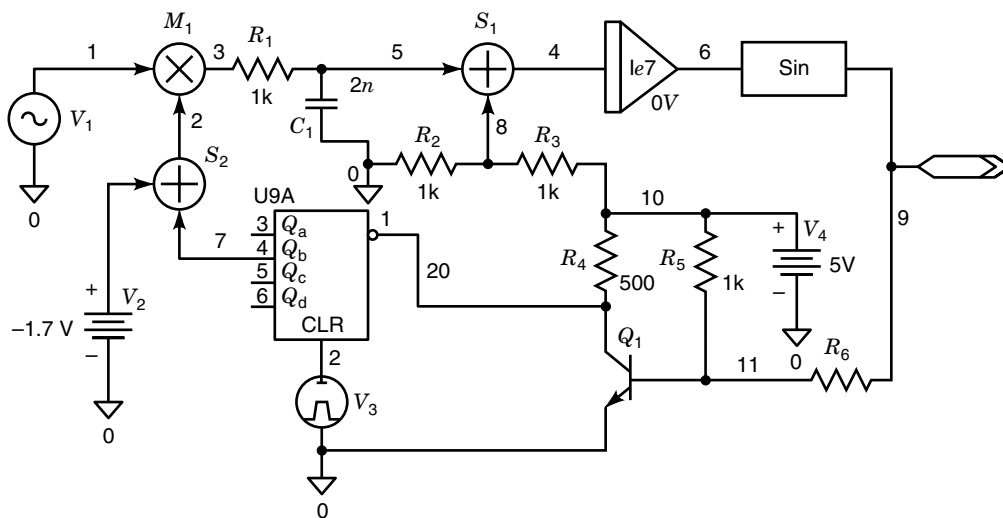 M1
S1
1
3
R1
5
4
6
Ie7
Sin
1k
2n
0V
V1
2
C1
8
S2
R2
R3
0
0
1k
1k
10
9
U9A
1
+
V4
7
3
Qa
4
Qb
20
R4
R5
5V
5
Qc
500
1k
6
Qd
–
+
V2
–1.7 V
CLR
Q1
–
2
11
R6
0
V3
0
0